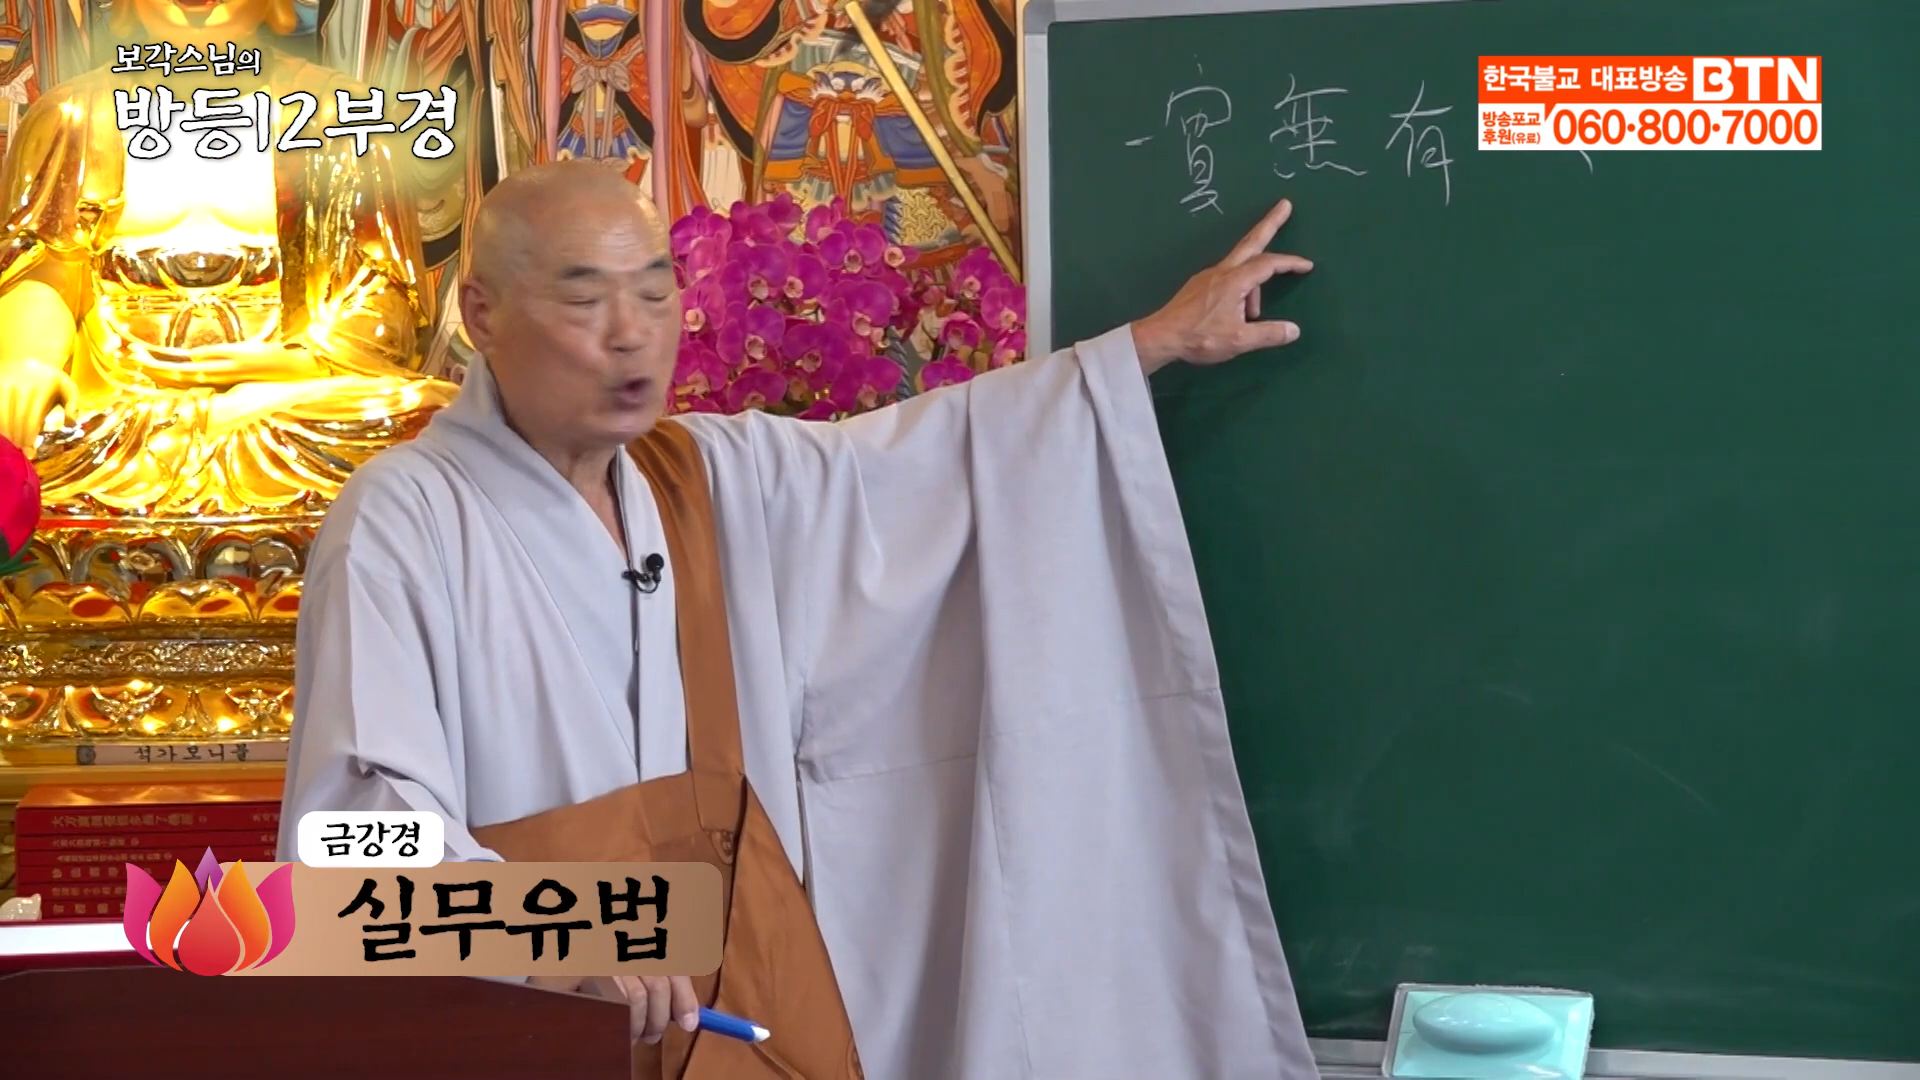 보각스님의
방등12부경
한국불교 대표방송 BTN
방송포교
후원(유료) 060·800·7000
實無有
석가모니불
금강경
실무유법